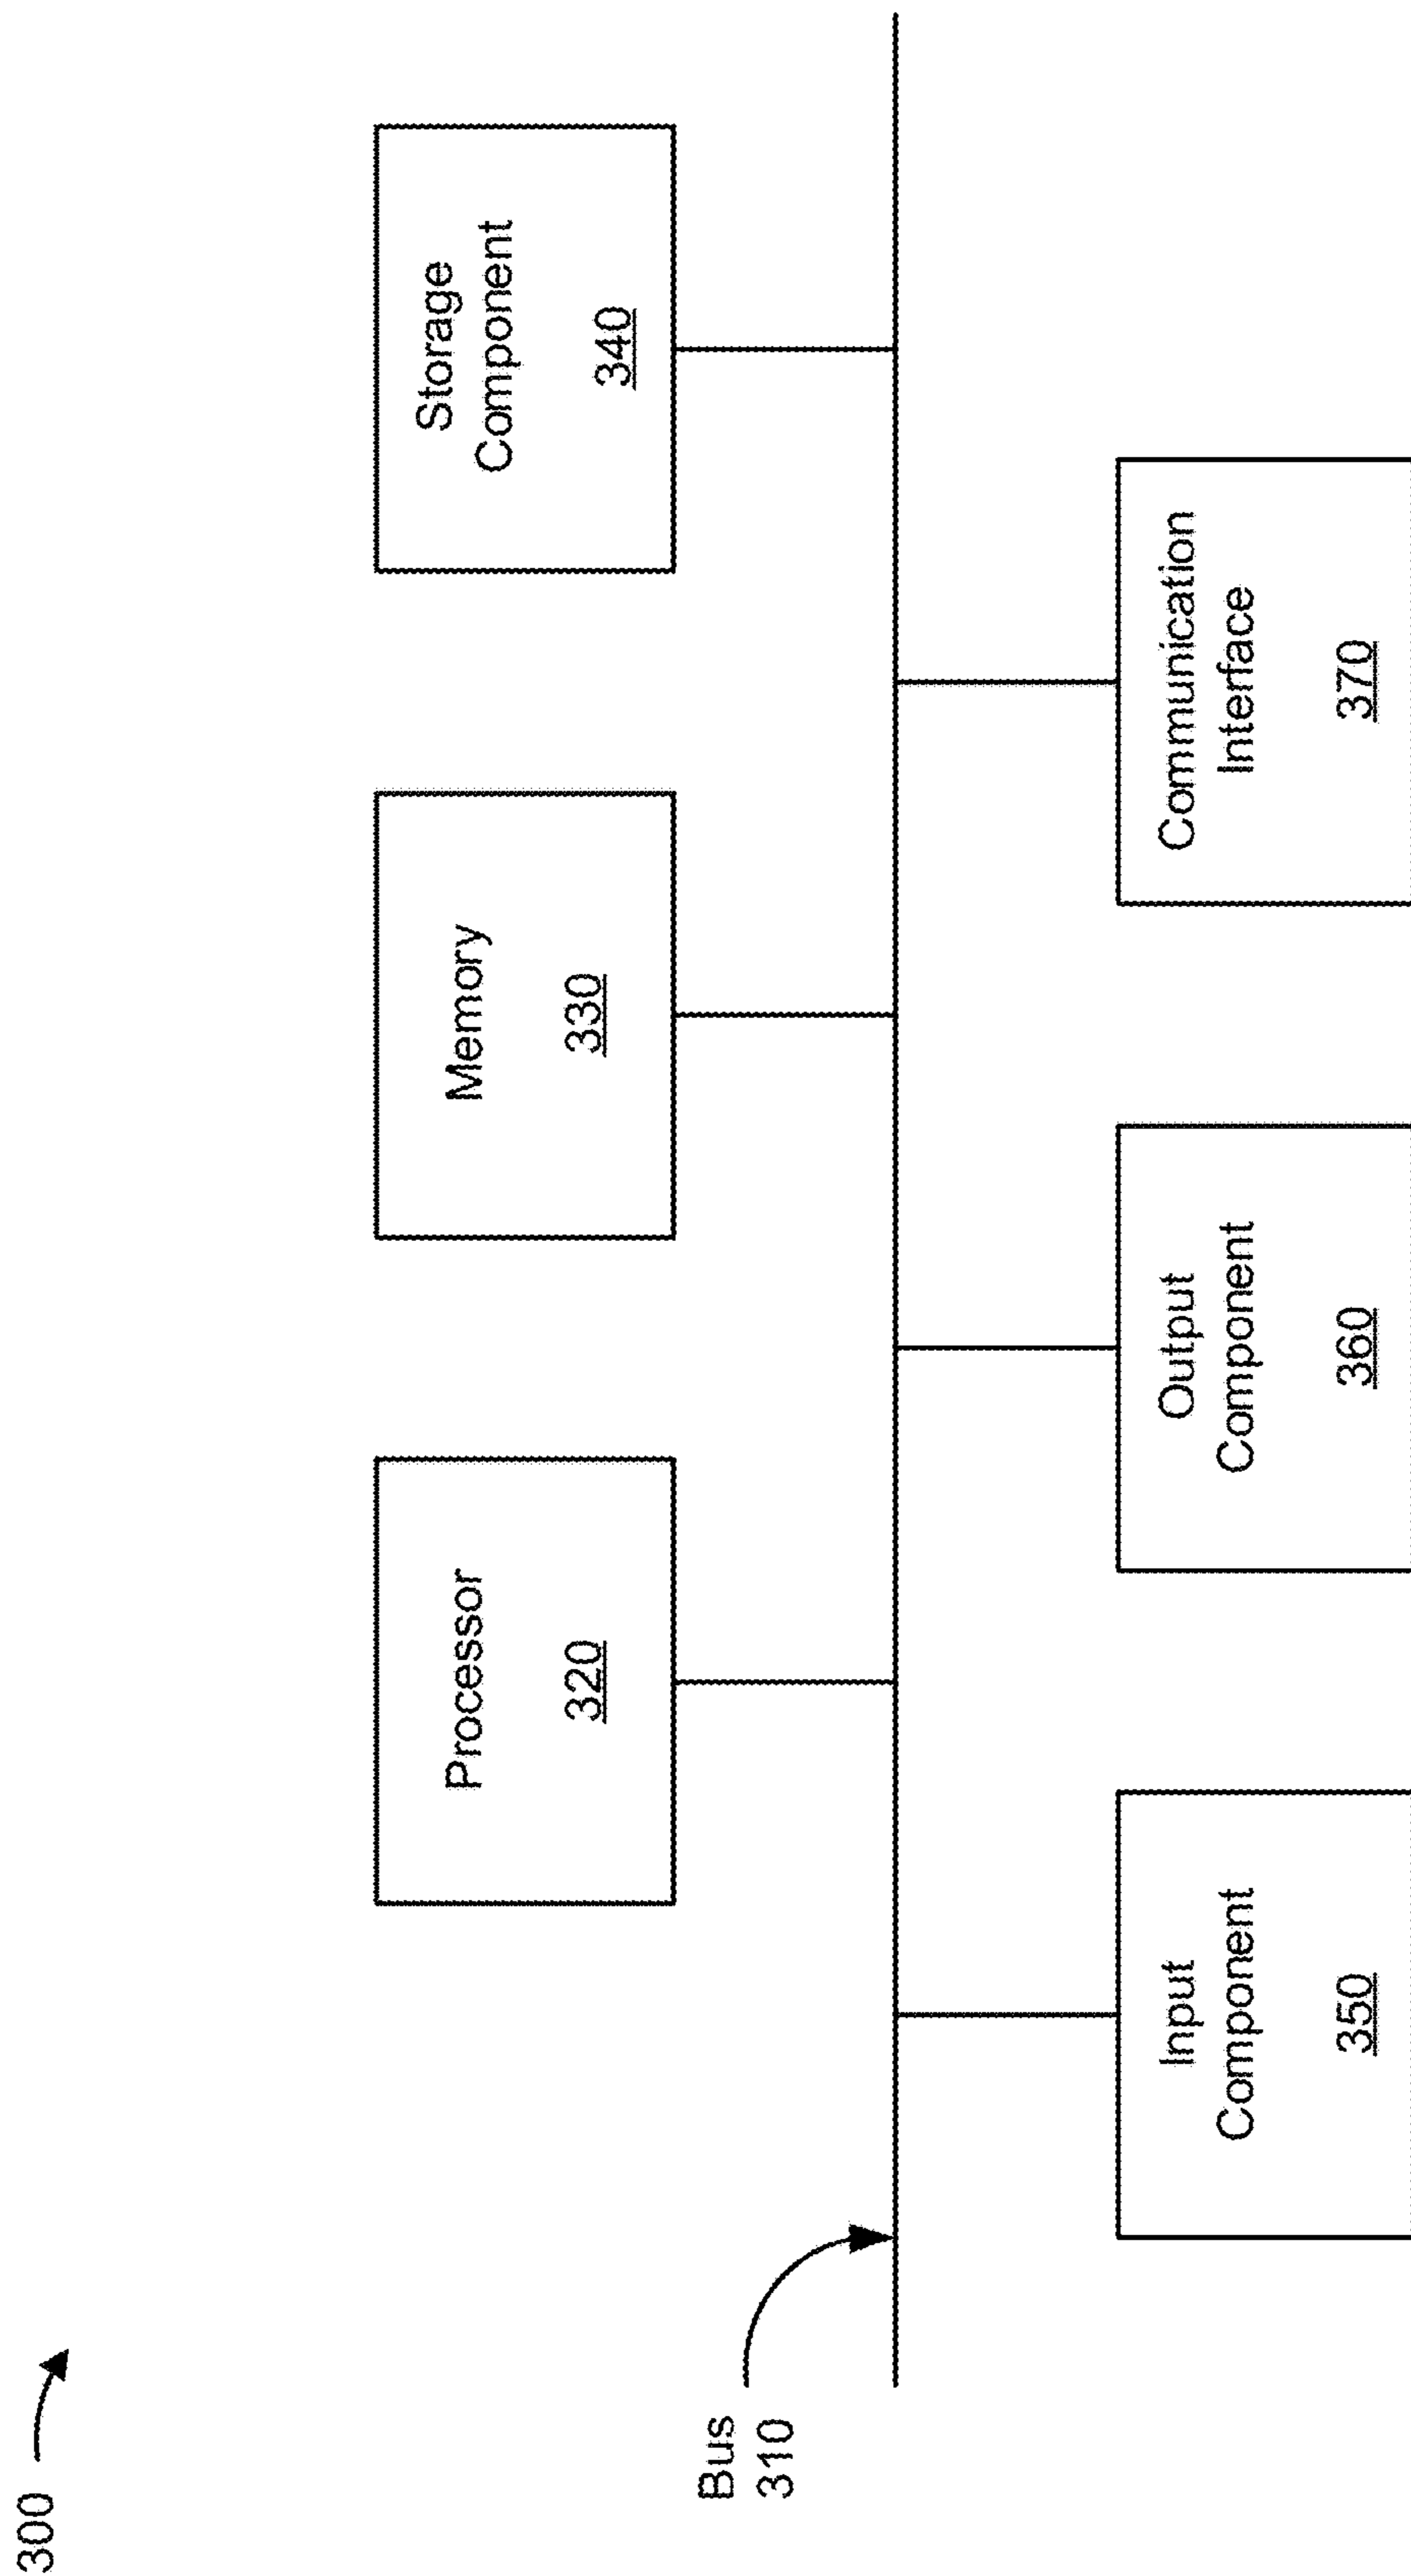 300
Processor
320
Memory
330
Storage
Component
340
Bus
310
Input
Component
350
Output
Component
360
Communication
Interface
370